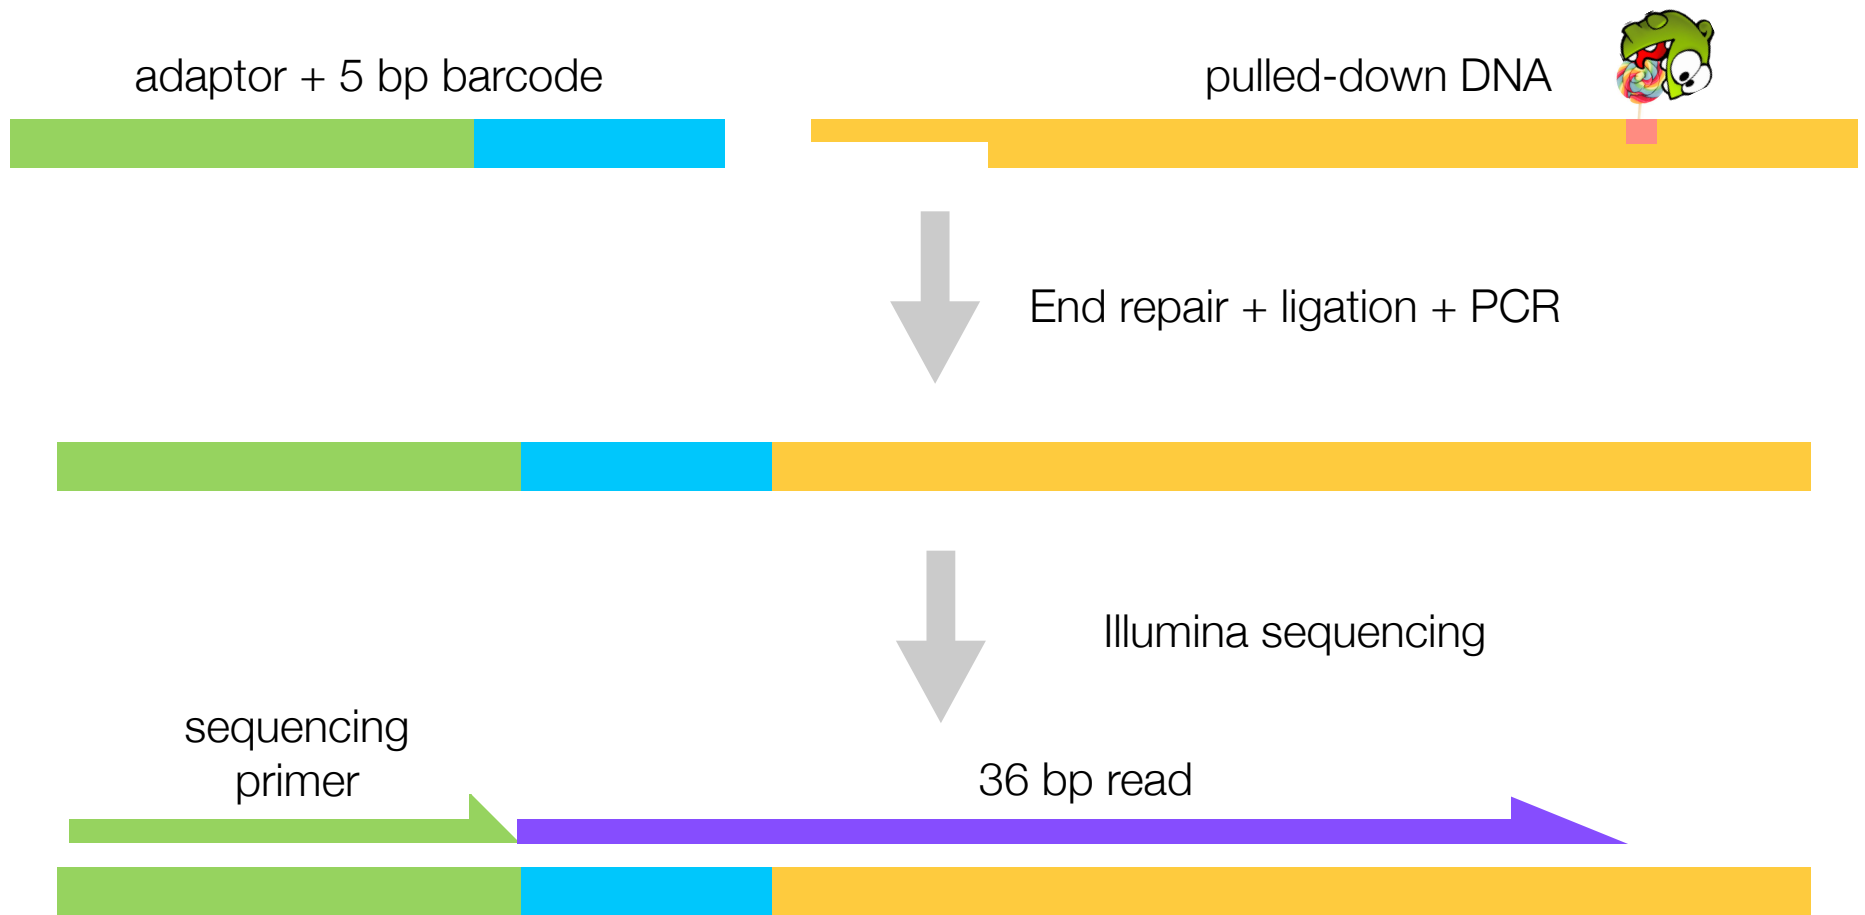 adaptor + 5 bp barcode
pulled-down DNA
End repair + ligation + PCR
Illumina sequencing
sequencing
primer
36 bp read